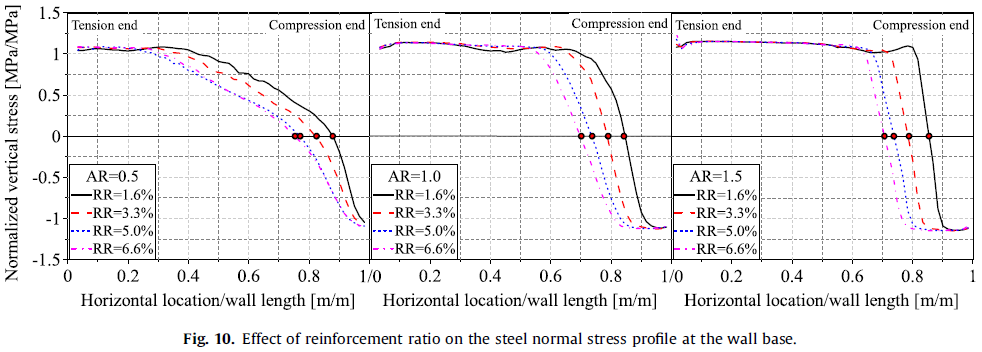 Normalized vertical stress [MPa/MPa]
1.5
1
0.5
0
-0.5
-1
-1.5
Tension end Compression end
AR=0.5
RR=1.6%
RR=3.3%
RR=5.0%
RR=6.6%
0 0.2 0.4 0.6 0.8 1/0
Horizontal location/wall length [m/m]
Tension end Compression end
AR=1.0
RR=1.6%
RR=3.3%
RR=5.0%
RR=6.6%
0.2 0.4 0.6 0.8 1/0
Horizontal location/wall length [m/m]
Tension end Compression end
AR=1.5
RR=1.6%
RR=3.3%
RR=5.0%
RR=6.6%
0.2 0.4 0.6 0.8 1
Horizontal location/wall length [m/m]
Fig. 10. Effect of reinforcement ratio on the steel normal stress profile at the wall base.